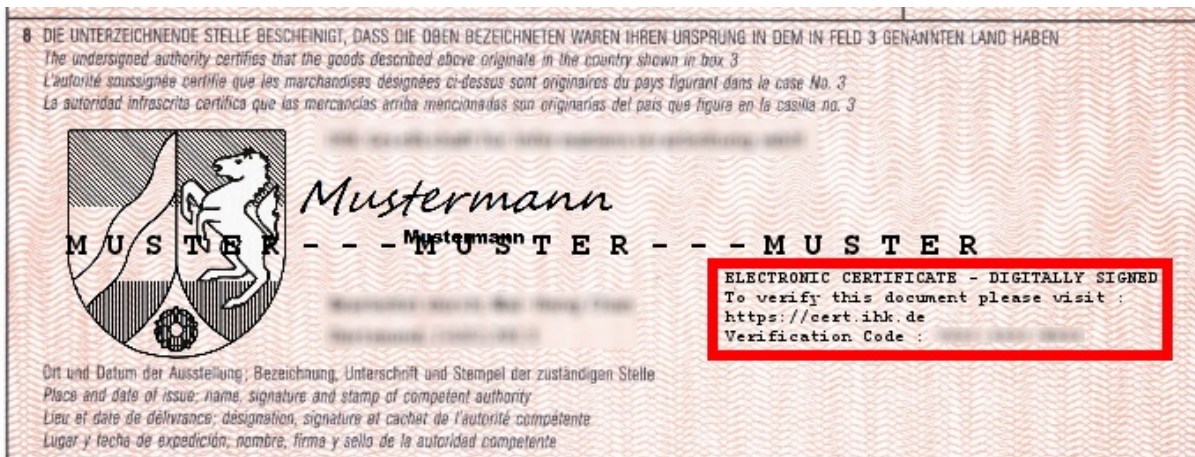 8 DIE UNTERZEICHNENDE STELLE BESCHEINIGT, DASS DIE OBEN BEZEICHNETEN WAREN IHREN URSPRUNG IN DEM IN FELD 3 GENANNTEN LAND HABEN
The undersigned authority certifies that the goods described above originate in the country shown in box 3
L'autorité soussignée certifie que les marchandises désignées ci-dessus sont originaires du pays figurant dans la case No. 3
La autoridad infrascrita certifica que las mercancías arriba mencionadas son originarias del país que figura en la casilla no. 3
Mustermann
Mustermann
MUSTER - - - MUSTER - - - MUSTER
ELECTRONIC CERTIFICATE - DIGITALLY SIGNED
To verify this document please visit :
https://cert.ihk.de
Verification Code :
Ort und Datum der Ausstellung; Bezeichnung, Unterschrift und Stempel der zuständigen Stelle
Place and date of issue; name, signature and stamp of competent authority
Lieu et date de délivrance; désignation, signature et cachet de l'autorité compétente
Lugar y fecha de expedición, nombre, firma y sello de la autoridad competente